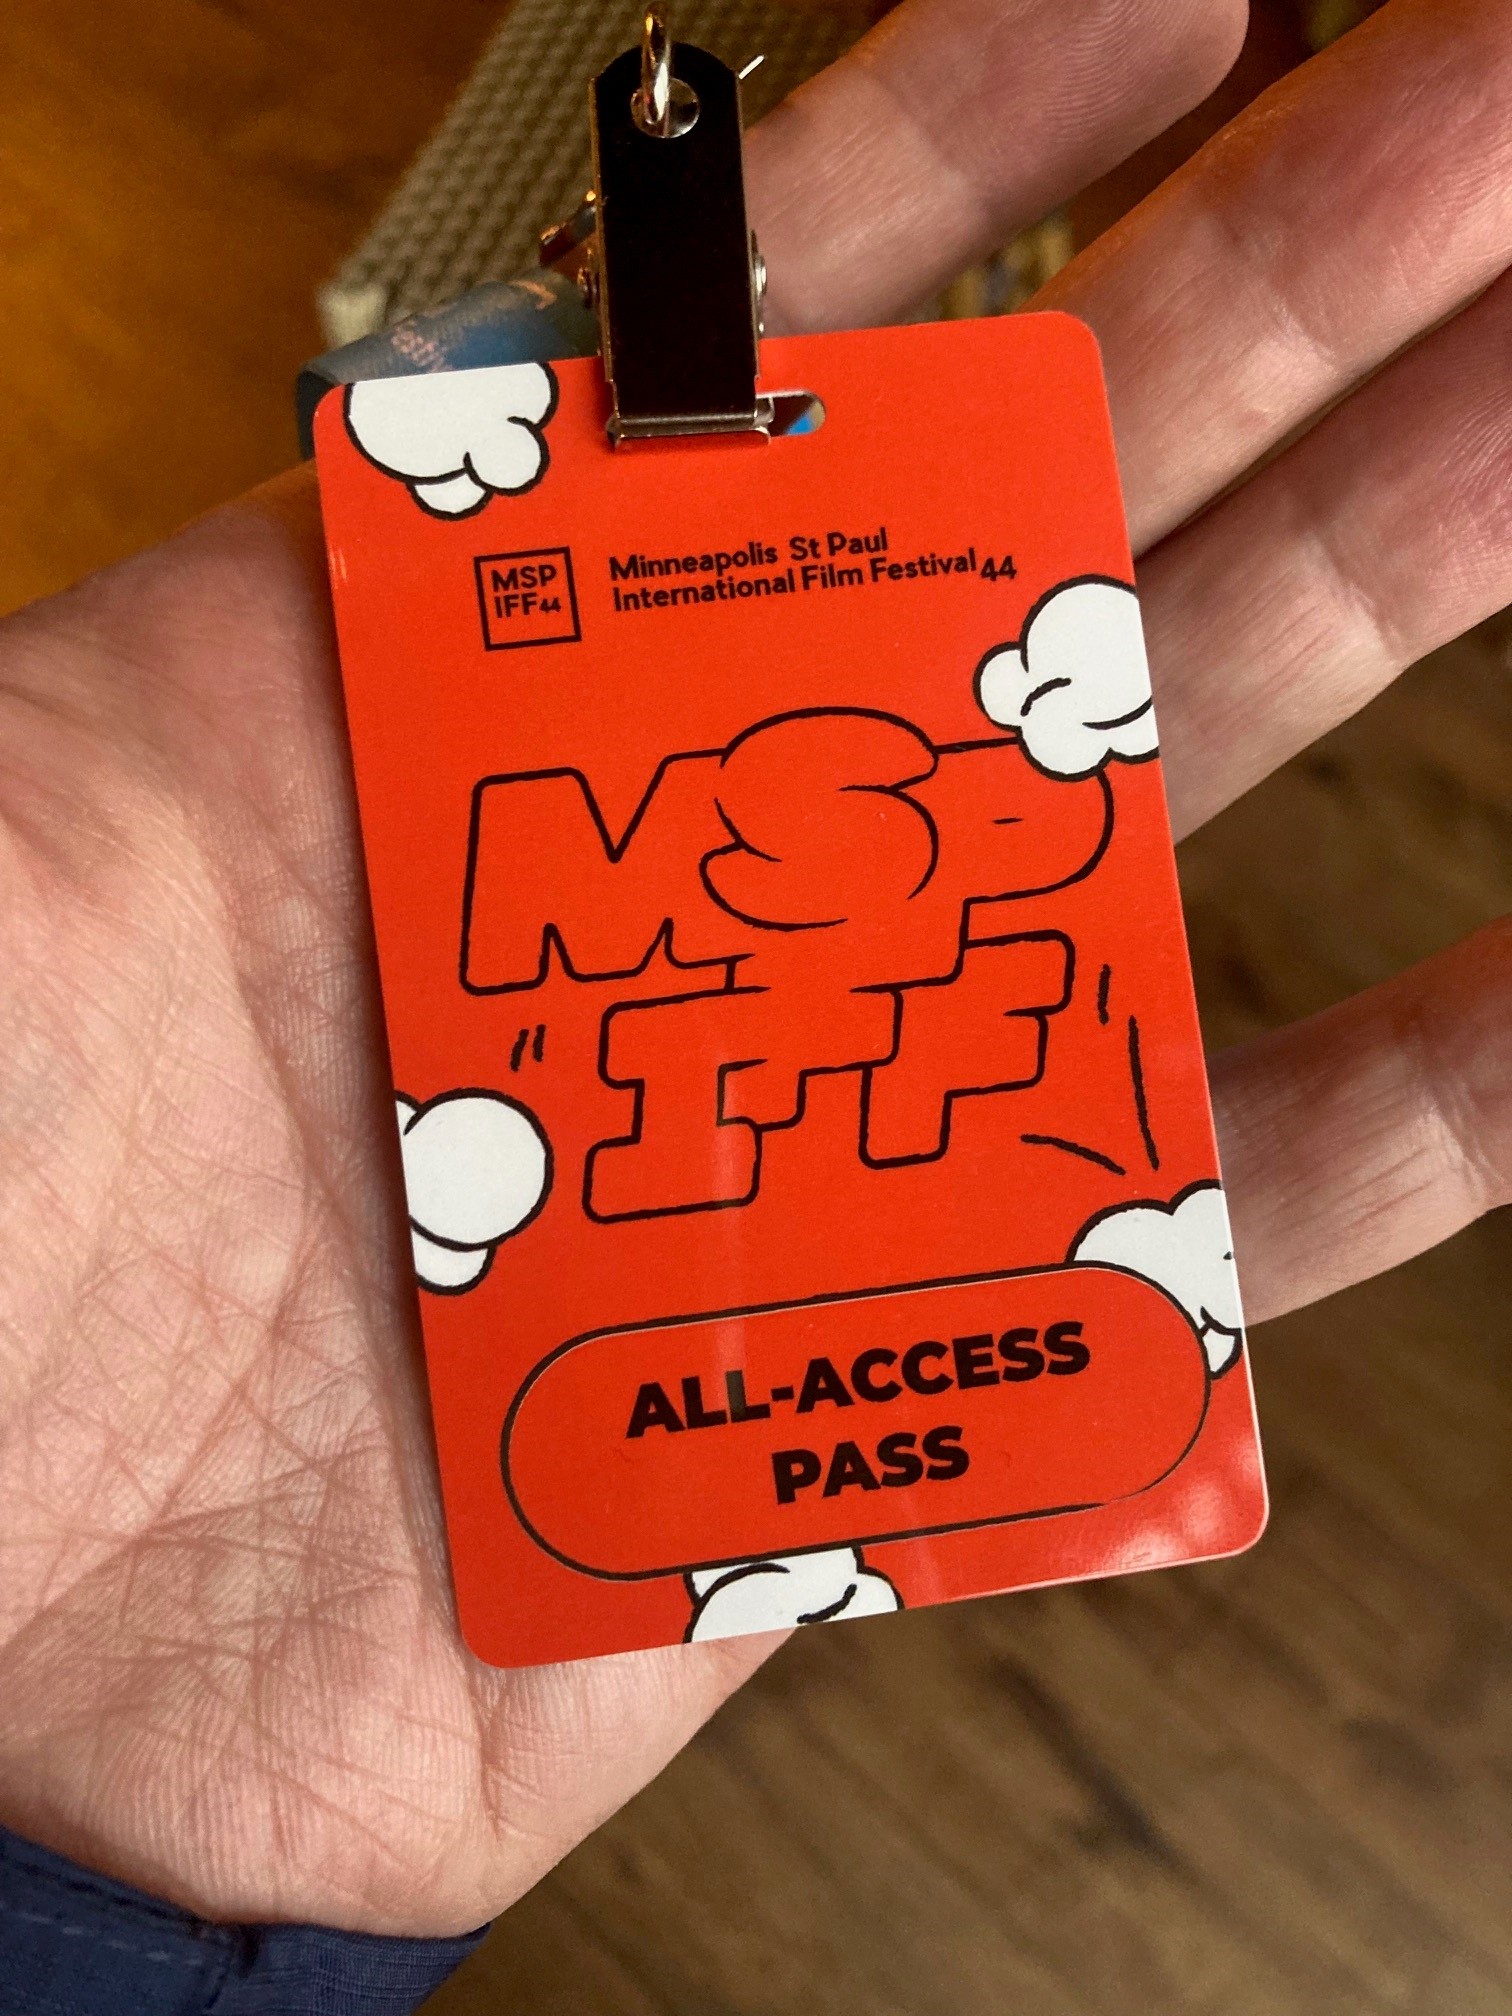 MSP
IFF44
Minneapolis St Paul
International Film Festival 44
MSP
IFF
ALL-ACCESS
PASS